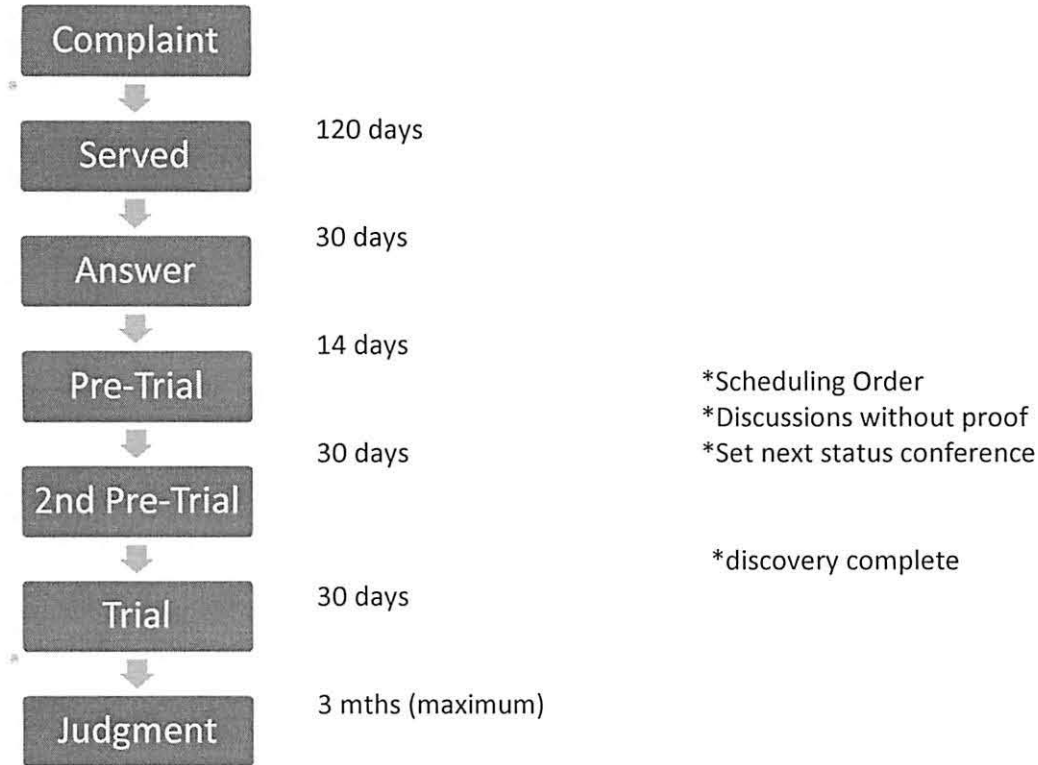 Complaint
120 days
Served
30 days
Answer
14 days
Pre-Trial
*Scheduling Order
*Discussions without proof
*Set next status conference
30 days
2nd Pre-Trial
*discovery complete
30 days
Trial
3 mths (maximum)
Judgment